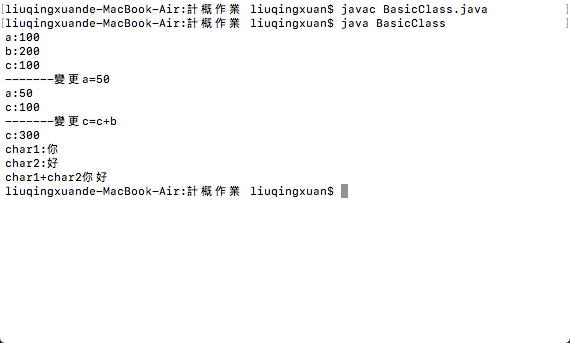 [liuqingxuande-MacBook-Air:計概作業 liuqingxuan$ javac BasicClass.java ]
[liuqingxuande-MacBook-Air:計概作業 liuqingxuan$ java BasicClass ]
a:100
b:200
c:100
-------變更a=50
a:50
c:100
-------變更c=c+b
c:300
char1:你
char2:好
char1+char2你好
liuqingxuande-MacBook-Air:計概作業 liuqingxuan$